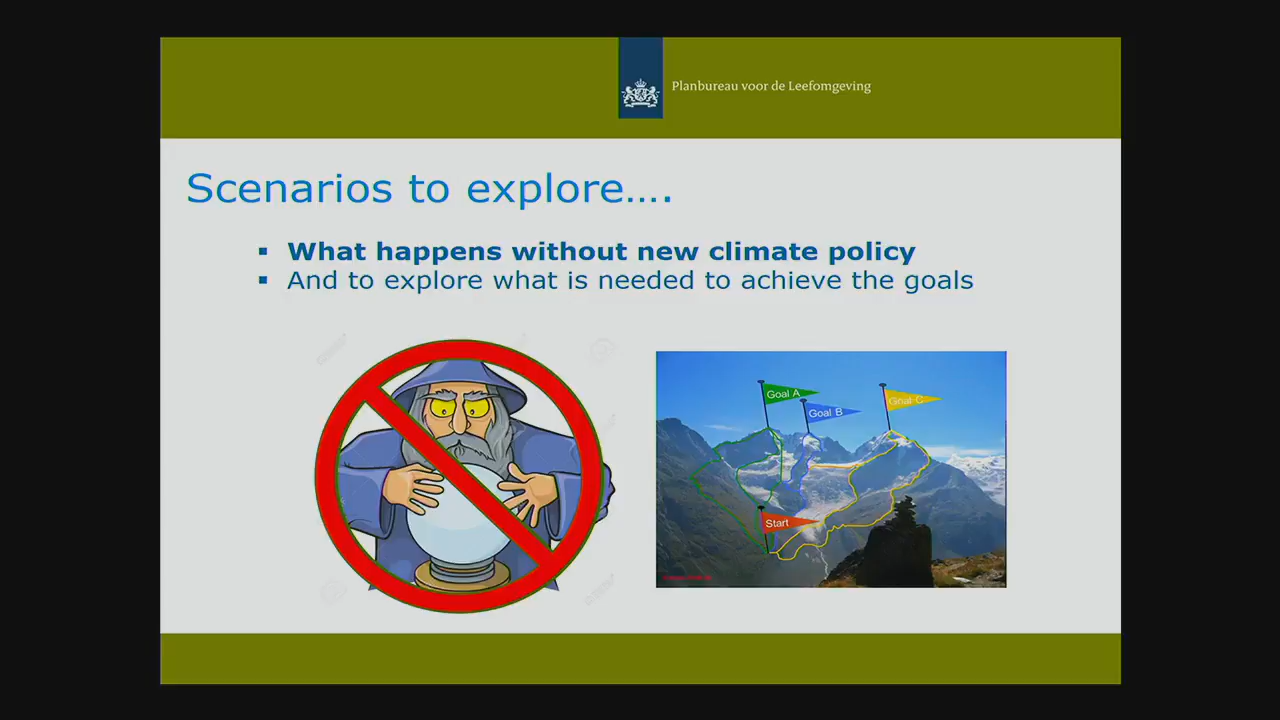 Planbureau voor de Leefomgeving
Scenarios to explore....
▪ What happens without new climate policy
▪ And to explore what is needed to achieve the goals
Goal A
Goal B
Goal C
Start